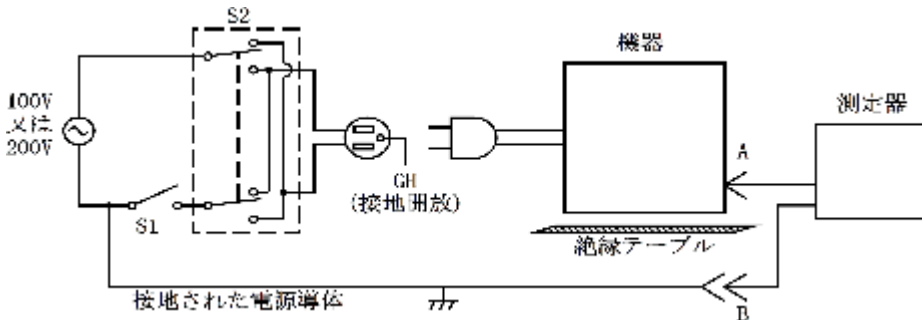 S2
100V
又は
200V
S1
GH
(接地開放)
機器
測定器
A
絶縁テーブル
接地された電源導体
B